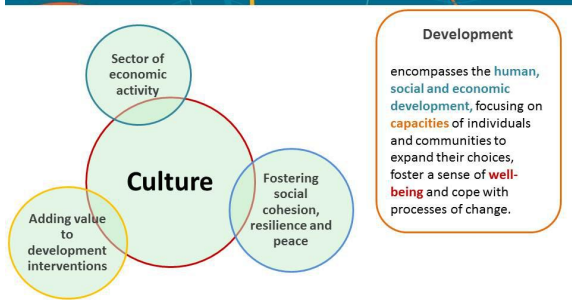 Sector of
economic
activity
Culture
Fostering
social
cohesion,
resilience and
peace
Adding value
to
development
interventions
Development
encompasses the human,
social and economic
development, focusing on
capacities of individuals
and communities to
expand their choices,
foster a sense of well-
being and cope with
processes of change.